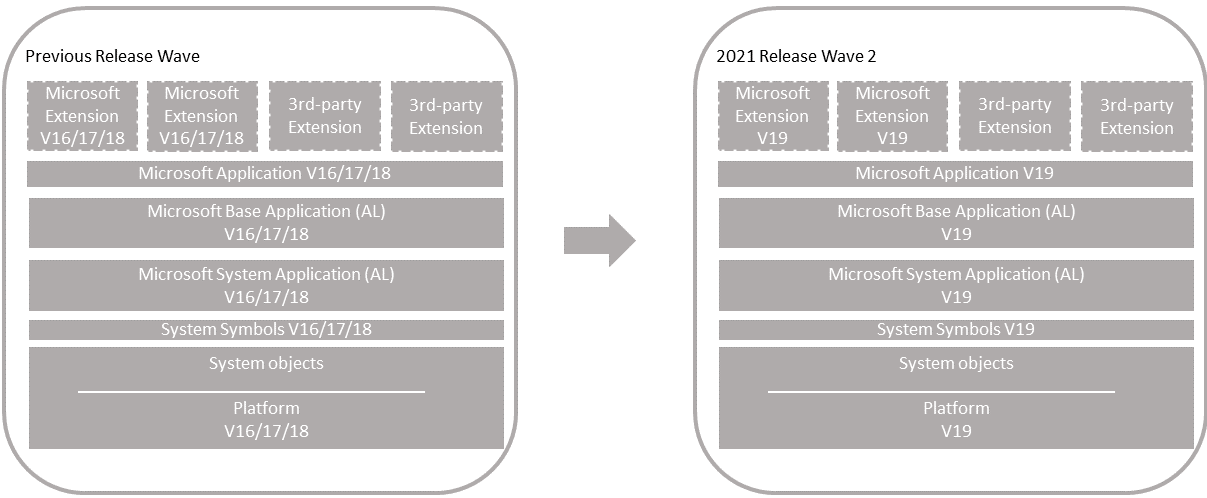 Previous Release Wave
Microsoft
Extension
V16/17/18
Microsoft
Extension
V16/17/18
3rd-party
Extension
3rd-party
Extension
Microsoft Application V16/17/18
Microsoft Base Application (AL)
V16/17/18
Microsoft System Application (AL)
V16/17/18
System Symbols V16/17/18
System objects
Platform
V16/17/18
2021 Release Wave 2
Microsoft
Extension
V19
Microsoft
Extension
V19
3rd-party
Extension
3rd-party
Extension
Microsoft Application V19
Microsoft Base Application (AL)
V19
Microsoft System Application (AL)
V19
System Symbols V19
System objects
Platform
V19